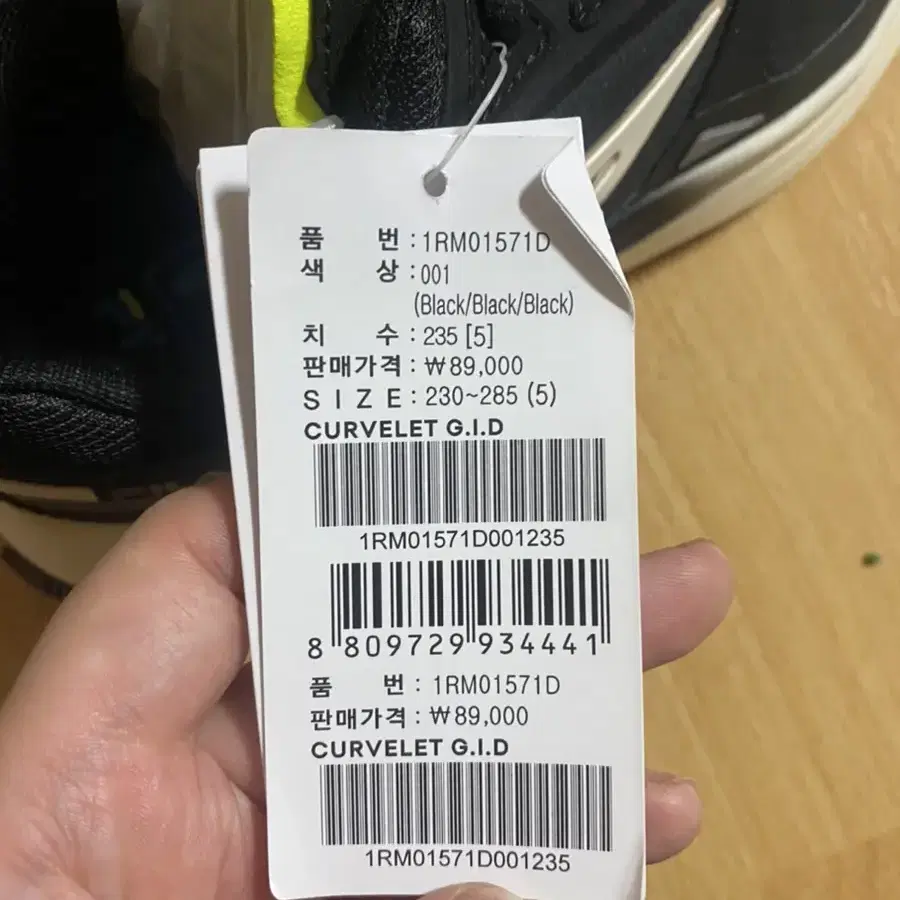 품 번 : 1RM01571D
색 상 : 001
(Black/Black/Black)
치 수 : 235 [5]
판매가격 : ₩89,000
SIZE : 230~285 (5)
CURVELET G.I.D
1RM01571D001235
8 809729 934441
품 번 : 1RM01571D
판매가격 : ₩89,000
CURVELET G.I.D
1RM01571D001235